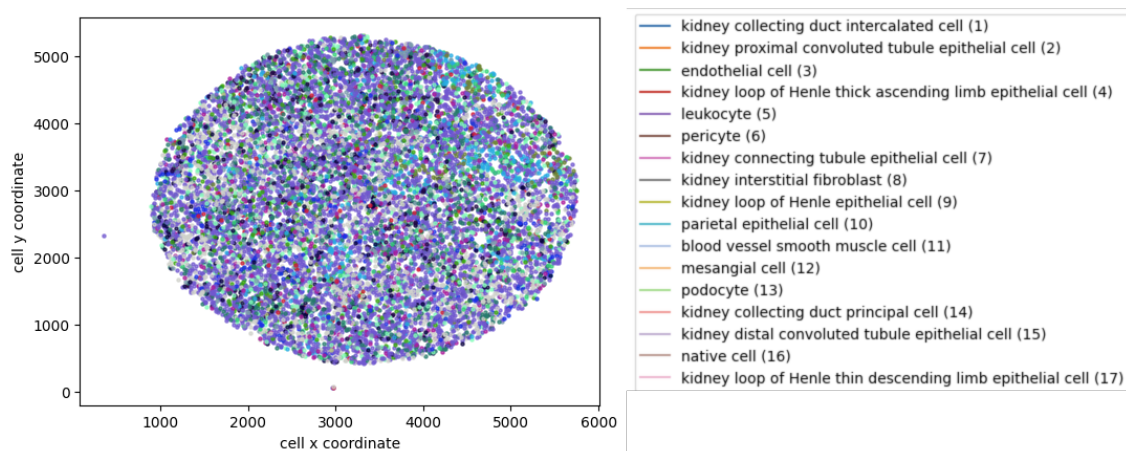 5000
4000
3000
2000
1000
0
cell y coordinate
1000 2000 3000 4000 5000 6000
cell x coordinate
kidney collecting duct intercalated cell (1)
kidney proximal convoluted tubule epithelial cell (2)
endothelial cell (3)
kidney loop of Henle thick ascending limb epithelial cell (4)
leukocyte (5)
pericyte (6)
kidney connecting tubule epithelial cell (7)
kidney interstitial fibroblast (8)
kidney loop of Henle epithelial cell (9)
parietal epithelial cell (10)
blood vessel smooth muscle cell (11)
mesangial cell (12)
podocyte (13)
kidney collecting duct principal cell (14)
kidney distal convoluted tubule epithelial cell (15)
native cell (16)
kidney loop of Henle thin descending limb epithelial cell (17)